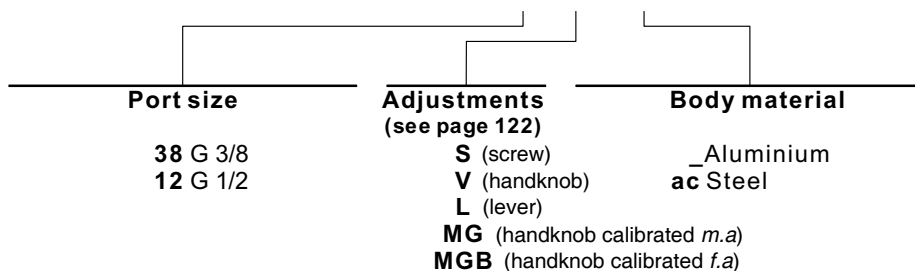 Port size Adjustments Body material
(see page 122)
38 G 3/8 S (screw) _Aluminium
12 G 1/2 V (handknob) ac Steel
L (lever)
MG (handknob calibrated m.a)
MGB (handknob calibrated f.a)